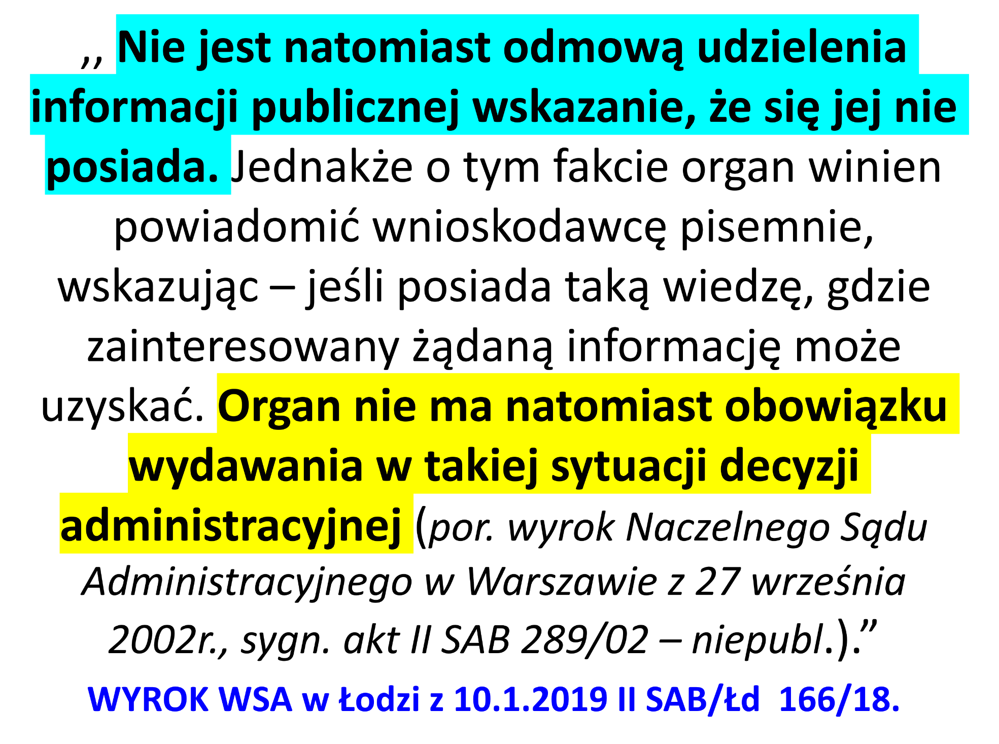 ,, Nie jest natomiast odmową udzielenia
informacji publicznej wskazanie, że się jej nie
posiada. Jednakże o tym fakcie organ winien
powiadomić wnioskodawcę pisemnie,
wskazując – jeśli posiada taką wiedzę, gdzie
zainteresowany żądaną informację może
uzyskać. Organ nie ma natomiast obowiązku
wydawania w takiej sytuacji decyzji
administracyjnej (por. wyrok Naczelnego Sądu
Administracyjnego w Warszawie z 27 września
2002r., sygn. akt II SAB 289/02 – niepubl.).”
WYROK WSA w Łodzi z 10.1.2019 II SAB/Łd  166/18.